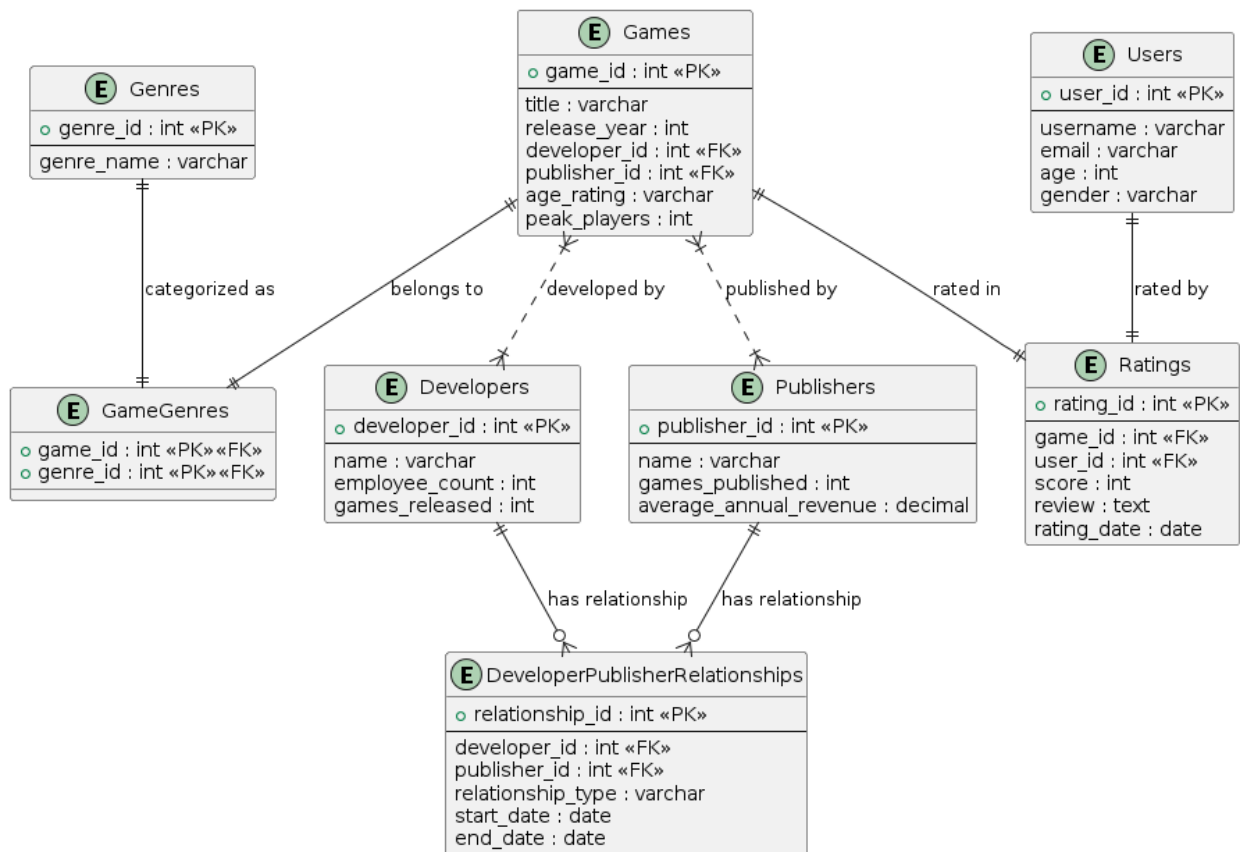 E Games
game_id : int «PK»
title : varchar
release_year : int
developer_id : int «FK»
publisher_id : int «FK»
age_rating : varchar
peak_players : int
E Users
user_id : int «PK»
username : varchar
email : varchar
age : int
gender : varchar
E Genres
genre_id : int «PK»
genre_name : varchar
categorized as
belongs to
developed by
published by
rated in
rated by
E GameGenres
game_id : int «PK» «FK»
genre_id : int «PK» «FK»
E Developers
developer_id : int «PK»
name : varchar
employee_count : int
games_released : int
E Publishers
publisher_id : int «PK»
name : varchar
games_published : int
average_annual_revenue : decimal
E Ratings
rating_id : int «PK»
game_id : int «FK»
user_id : int «FK»
score : int
review : text
rating_date : date
has relationship
has relationship
E DeveloperPublisherRelationships
relationship_id : int «PK»
developer_id : int «FK»
publisher_id : int «FK»
relationship_type : varchar
start_date : date
end_date : date